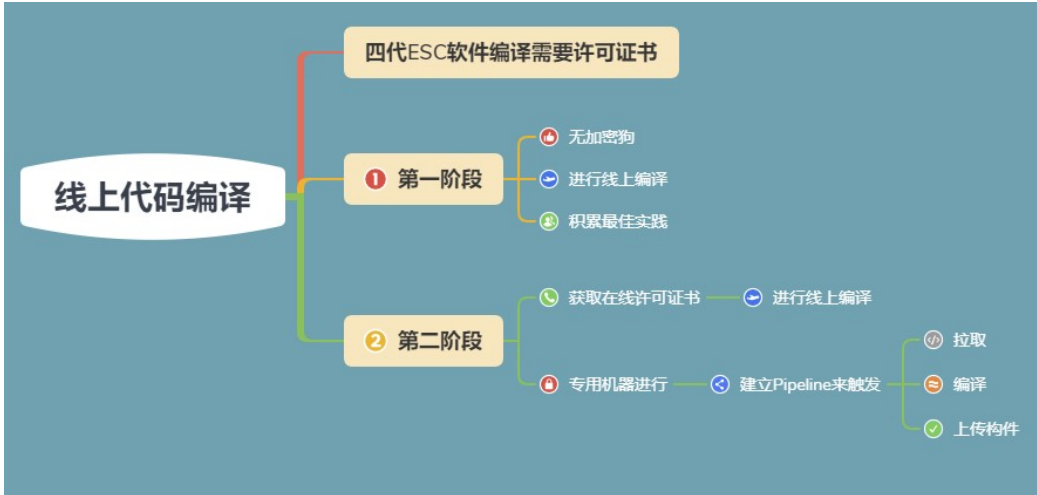 四代ESC软件编译需要许可证书
线上代码编译
1 第一阶段
无加密狗
进行线上编译
积累最佳实践
2 第二阶段
获取在线许可证书
进行线上编译
专用机器进行
建立Pipeline来触发
拉取
编译
上传构件